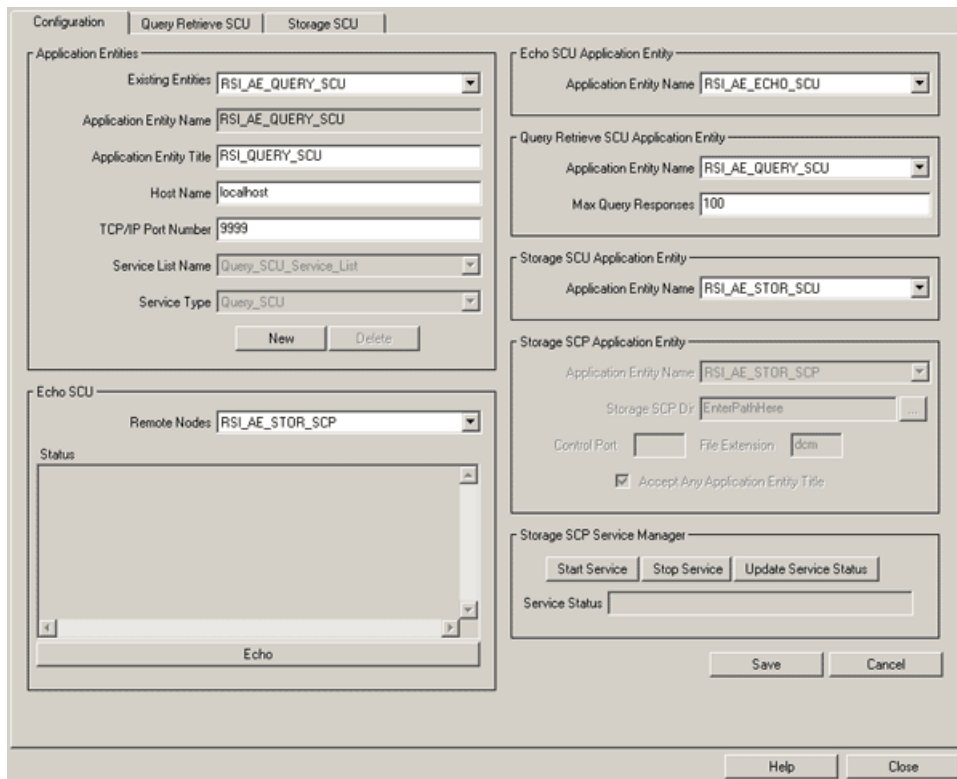 Configuration
Query Retrieve SCU
Storage SCU
Application Entities
Existing Entities RSI_AE_QUERY_SCU
Application Entity Name RSI_AE_QUERY_SCU
Application Entity Title RSI_QUERY_SCU
Host Name localhost
TCP/IP Port Number 9999
Service List Name Query_SCU_Service_List
Service Type Query_SCU
New Delete
Echo SCU
Remote Nodes RSI_AE_STOR_SCP
Status
Echo
Echo SCU Application Entity
Application Entity Name RSI_AE_ECHO_SCU
Query Retrieve SCU Application Entity
Application Entity Name RSI_AE_QUERY_SCU
Max Query Responses 100
Storage SCU Application Entity
Application Entity Name RSI_AE_STOR_SCU
Storage SCP Application Entity
Application Entity Name RSI_AE_STOR_SCP
Storage SCP Dir EnterPathHere ...
Control Port File Extension dcm
Accept Any Application Entity Title
Storage SCP Service Manager
Start Service Stop Service Update Service Status
Service Status
Save Cancel
Help Close